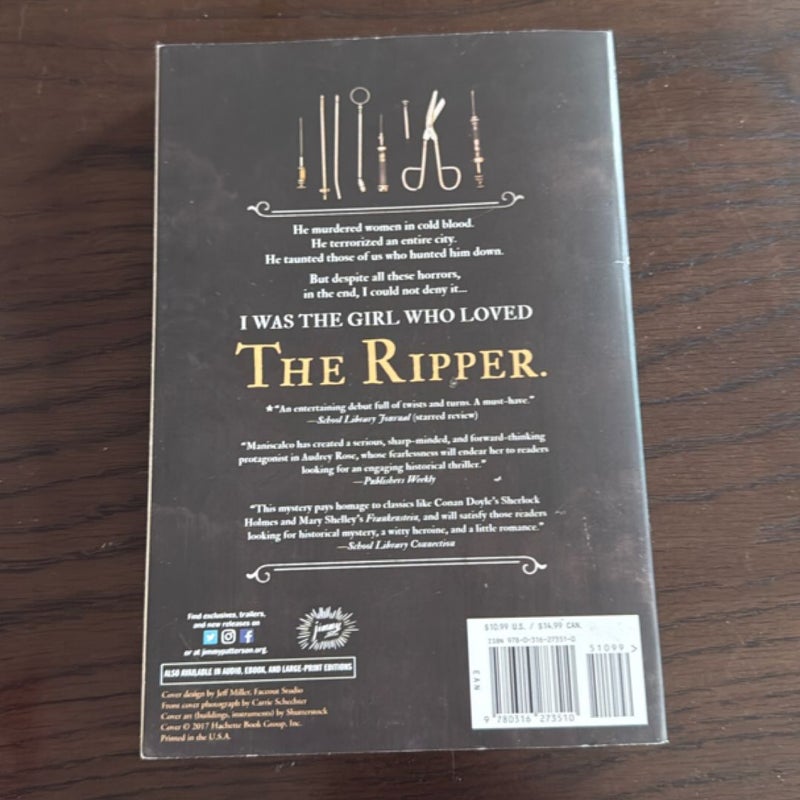 He murdered women in cold blood.
He terrorized an entire city.
He taunted those of us who hunted him down.
But despite all these horrors,
in the end, I could not deny it...
I WAS THE GIRL WHO LOVED
THE RIPPER.
★"An entertaining debut full of twists and turns. A must-have."
—School Library Journal (starred review)
"Maniscalco has created a serious, sharp-minded, and forward-thinking
protagonist in Audrey Rose, whose fearlessness will endear her to readers
looking for an engaging historical thriller."
—Publishers Weekly
"This mystery pays homage to classics like Conan Doyle's Sherlock
Holmes and Mary Shelley's Frankenstein, and will satisfy those readers
looking for historical mystery, a witty heroine, and a little romance."
—School Library Connection
Find exclusives, trailers,
and new releases on
or at jimmypatterson.org.
jimmy
ALSO AVAILABLE IN AUDIO, EBOOK, AND LARGE-PRINT EDITIONS
Cover design by Jeff Miller, Faceout Studio
Front cover photograph by Carrie Schechter
Cover art (buildings, instruments) by Shutterstock
Cover © 2017 Hachette Book Group, Inc.
Printed in the U.S.A.
$10.99 U.S. / $14.99 CAN.
ISBN 978-0-316-27351-0
51099 >
EAN
9 780316 273510